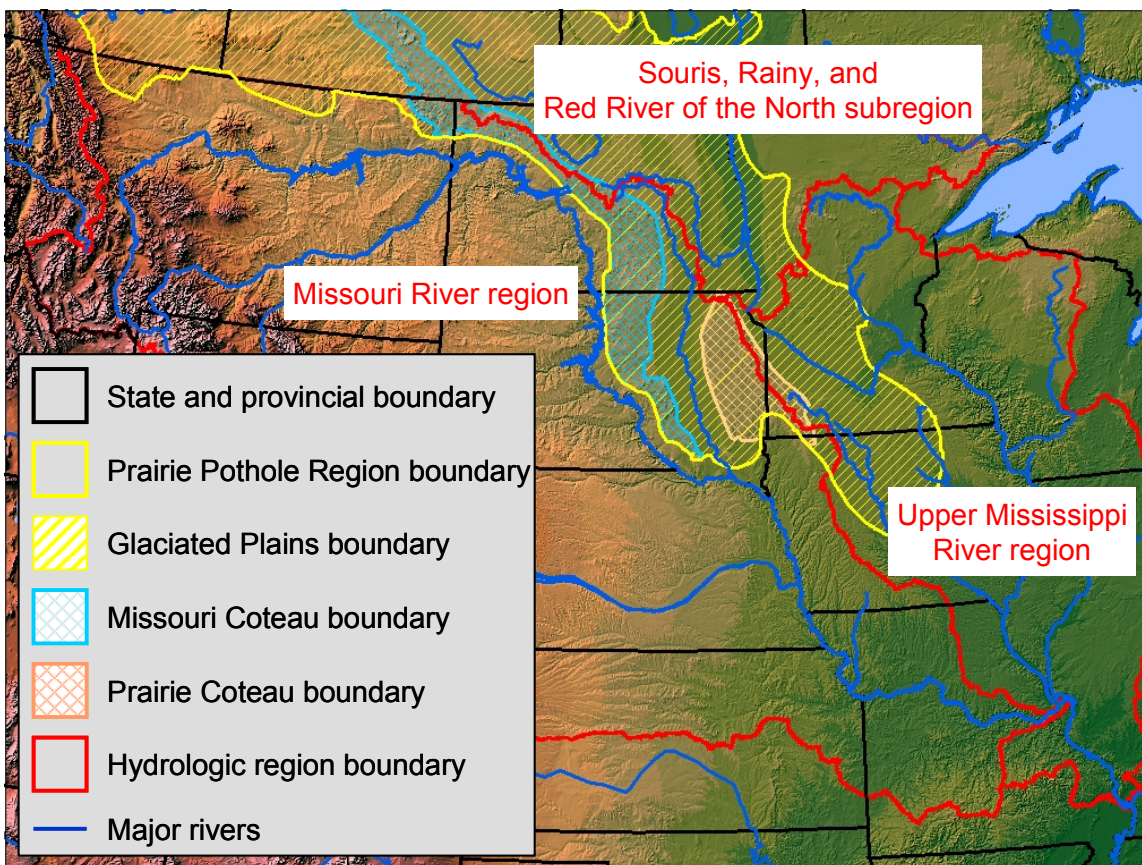 Souris, Rainy, and
Red River of the North subregion
Missouri River region
State and provincial boundary
Prairie Pothole Region boundary
Glaciated Plains boundary
Missouri Coteau boundary
Prairie Coteau boundary
Hydrologic region boundary
Major rivers
Upper Mississippi
River region